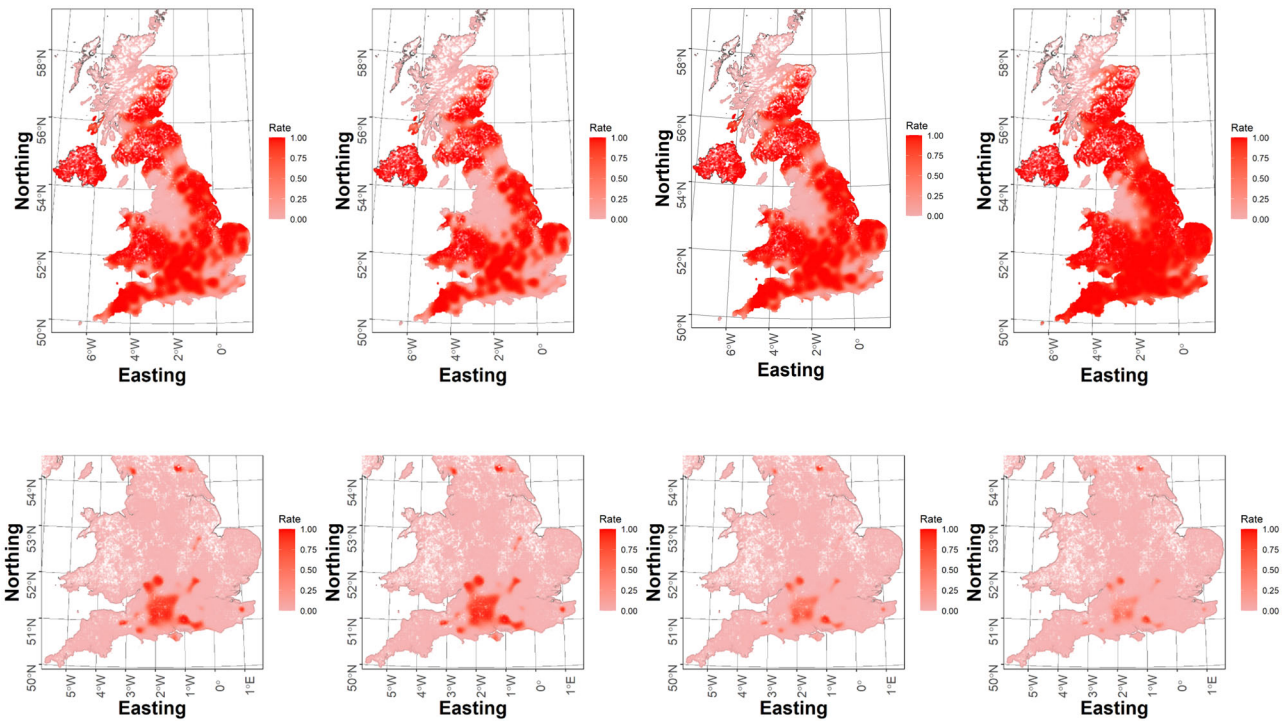 58°N
56°N
54°N
52°N
50°N
Northing
6°W
4°W
2°W
0°
Easting
Rate
1.00
0.75
0.50
0.25
0.00
58°N
56°N
54°N
52°N
50°N
Northing
6°W
4°W
2°W
0°
Easting
Rate
1.00
0.75
0.50
0.25
0.00
58°N
56°N
54°N
52°N
50°N
Northing
6°W
4°W
2°W
0°
Easting
Rate
1.00
0.75
0.50
0.25
0.00
58°N
56°N
54°N
52°N
50°N
Northing
6°W
4°W
2°W
0°
Easting
Rate
1.00
0.75
0.50
0.25
0.00
54°N
53°N
52°N
51°N
50°N
Northing
5°W
4°W
3°W
2°W
1°W
0°
1°E
Easting
Rate
1.00
0.75
0.50
0.25
0.00
54°N
53°N
52°N
51°N
50°N
Northing
5°W
4°W
3°W
2°W
1°W
0°
1°E
Easting
Rate
1.00
0.75
0.50
0.25
0.00
54°N
53°N
52°N
51°N
50°N
Northing
5°W
4°W
3°W
2°W
1°W
0°
1°E
Easting
Rate
1.00
0.75
0.50
0.25
0.00
54°N
53°N
52°N
51°N
50°N
Northing
5°W
4°W
3°W
2°W
1°W
0°
1°E
Easting
Rate
1.00
0.75
0.50
0.25
0.00